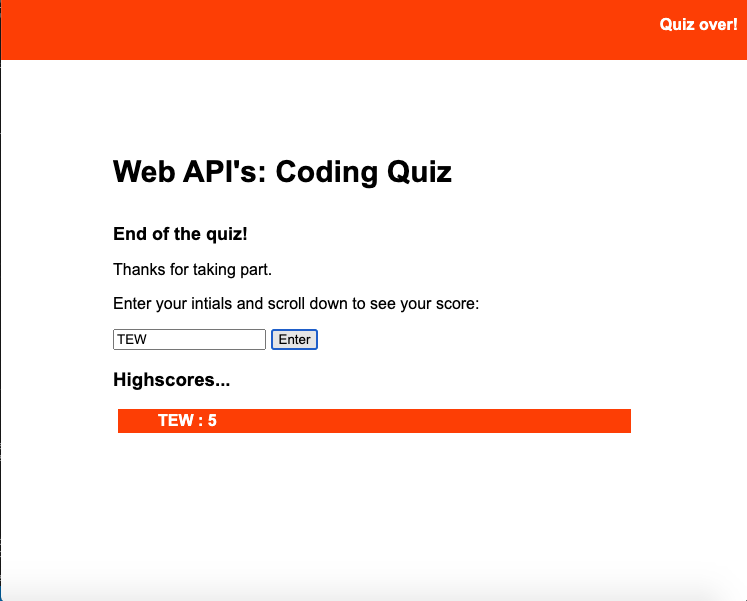 Quiz over!
Web API's: Coding Quiz
End of the quiz!
Thanks for taking part.
Enter your intials and scroll down to see your score:
TEW Enter
Highscores...
TEW : 5